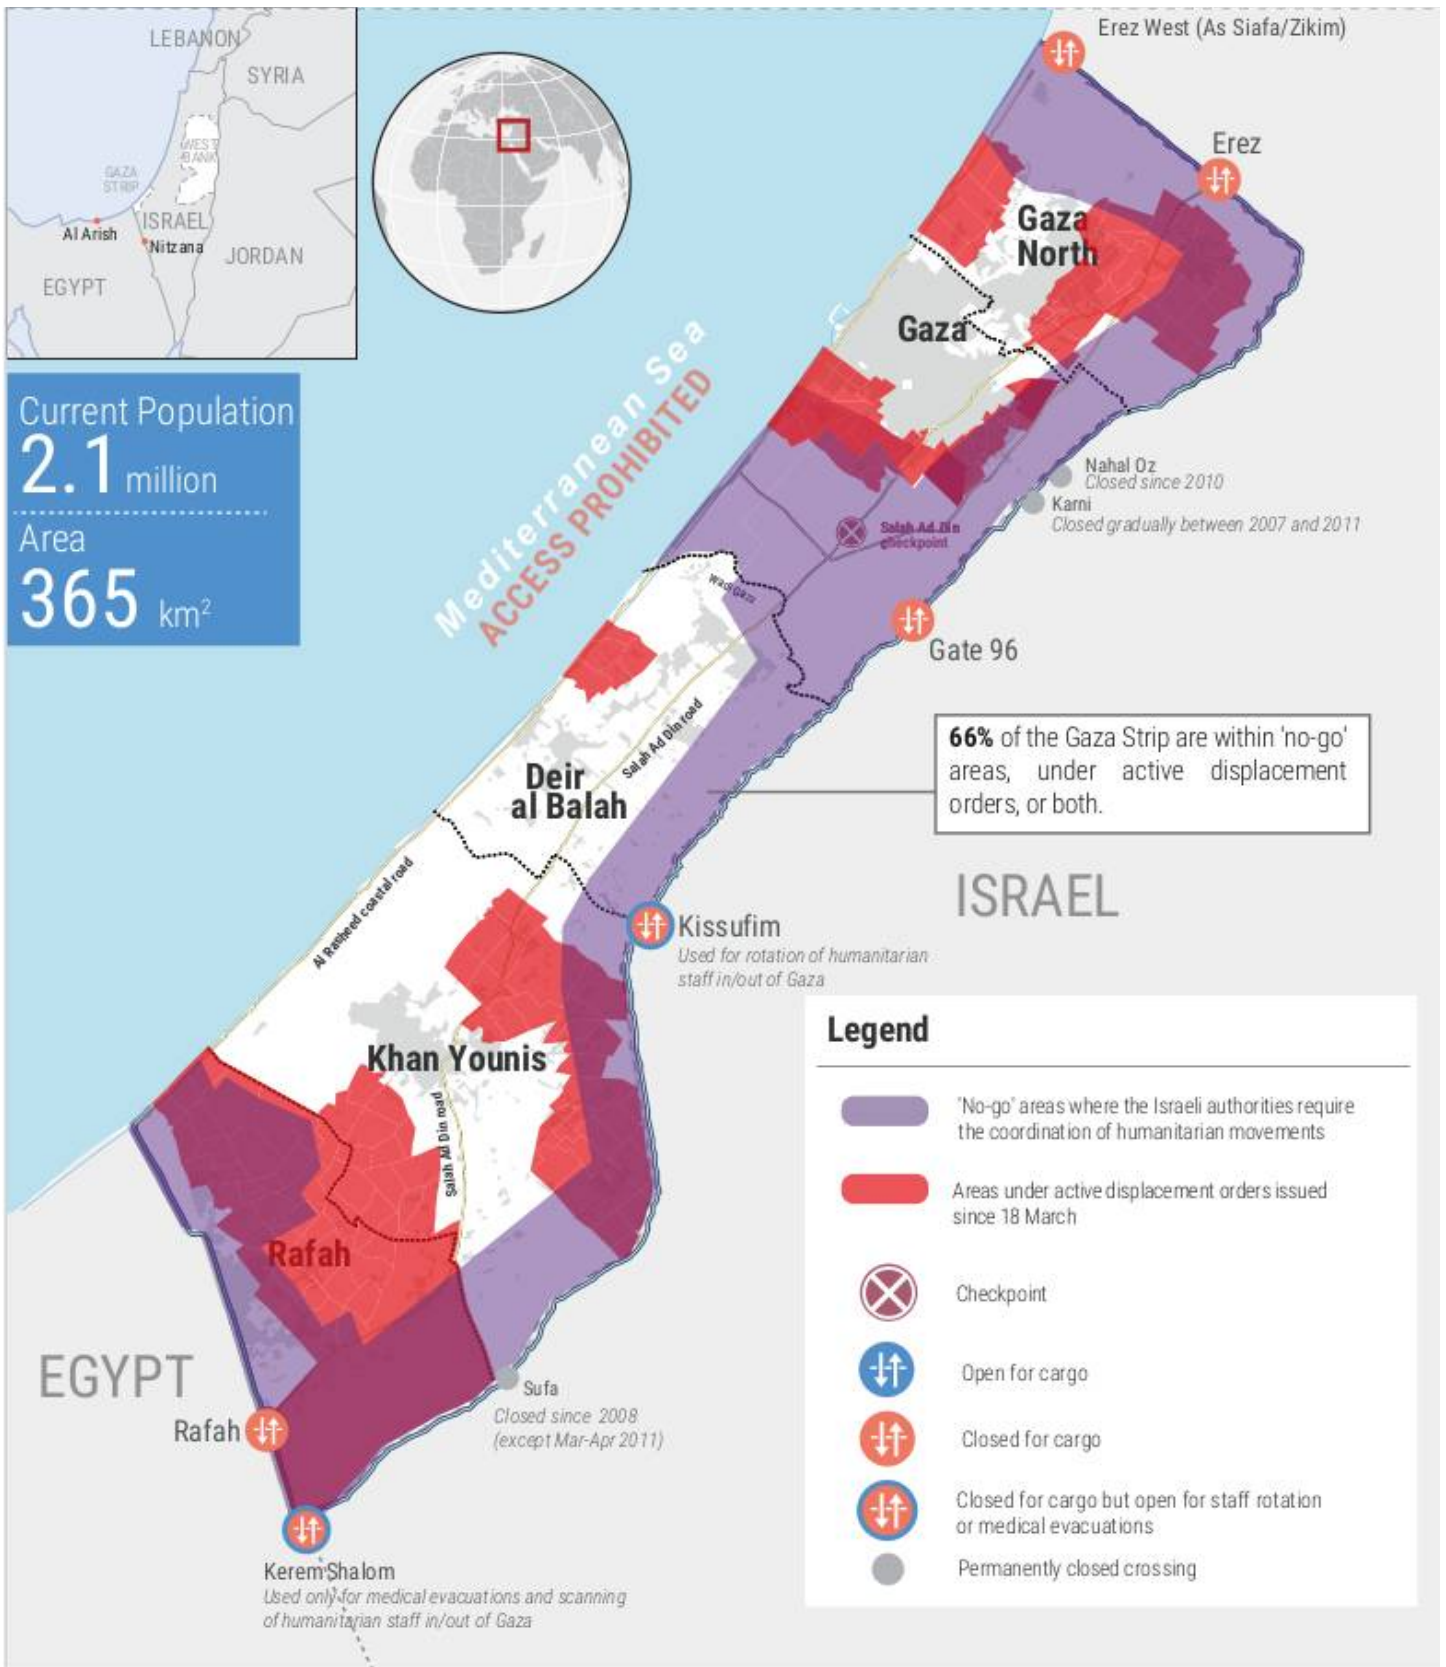 LEBANON
SYRIA
WEST
BANK
GAZA
STRIP
ISRAEL
Al Arish
Nitzana
JORDAN
EGYPT
Current Population
2.1 million
Area
365 km²
Mediterranean Sea
ACCESS PROHIBITED
Erez West (As Siafa/Zikim)
Erez
Gaza
North
Gaza
Nahal Oz
Closed since 2010
Karni
Closed gradually between 2007 and 2011
Salah Ad Din
checkpoint
Wadi Gaza
Gate 96
66% of the Gaza Strip are within 'no-go'
areas, under active displacement
orders, or both.
Salah Ad Din road
Deir
al Balah
ISRAEL
Al Rasheed coastal road
Kissufim
Used for rotation of humanitarian
staff in/out of Gaza
Khan Younis
Salah Ad Din road
Rafah
EGYPT
Rafah
Sufa
Closed since 2008
(except Mar-Apr 2011)
Kerem Shalom
Used only for medical evacuations and scanning
of humanitarian staff in/out of Gaza
Legend
'No-go' areas where the Israeli authorities require
the coordination of humanitarian movements
Areas under active displacement orders issued
since 18 March
Checkpoint
Open for cargo
Closed for cargo
Closed for cargo but open for staff rotation
or medical evacuations
Permanently closed crossing